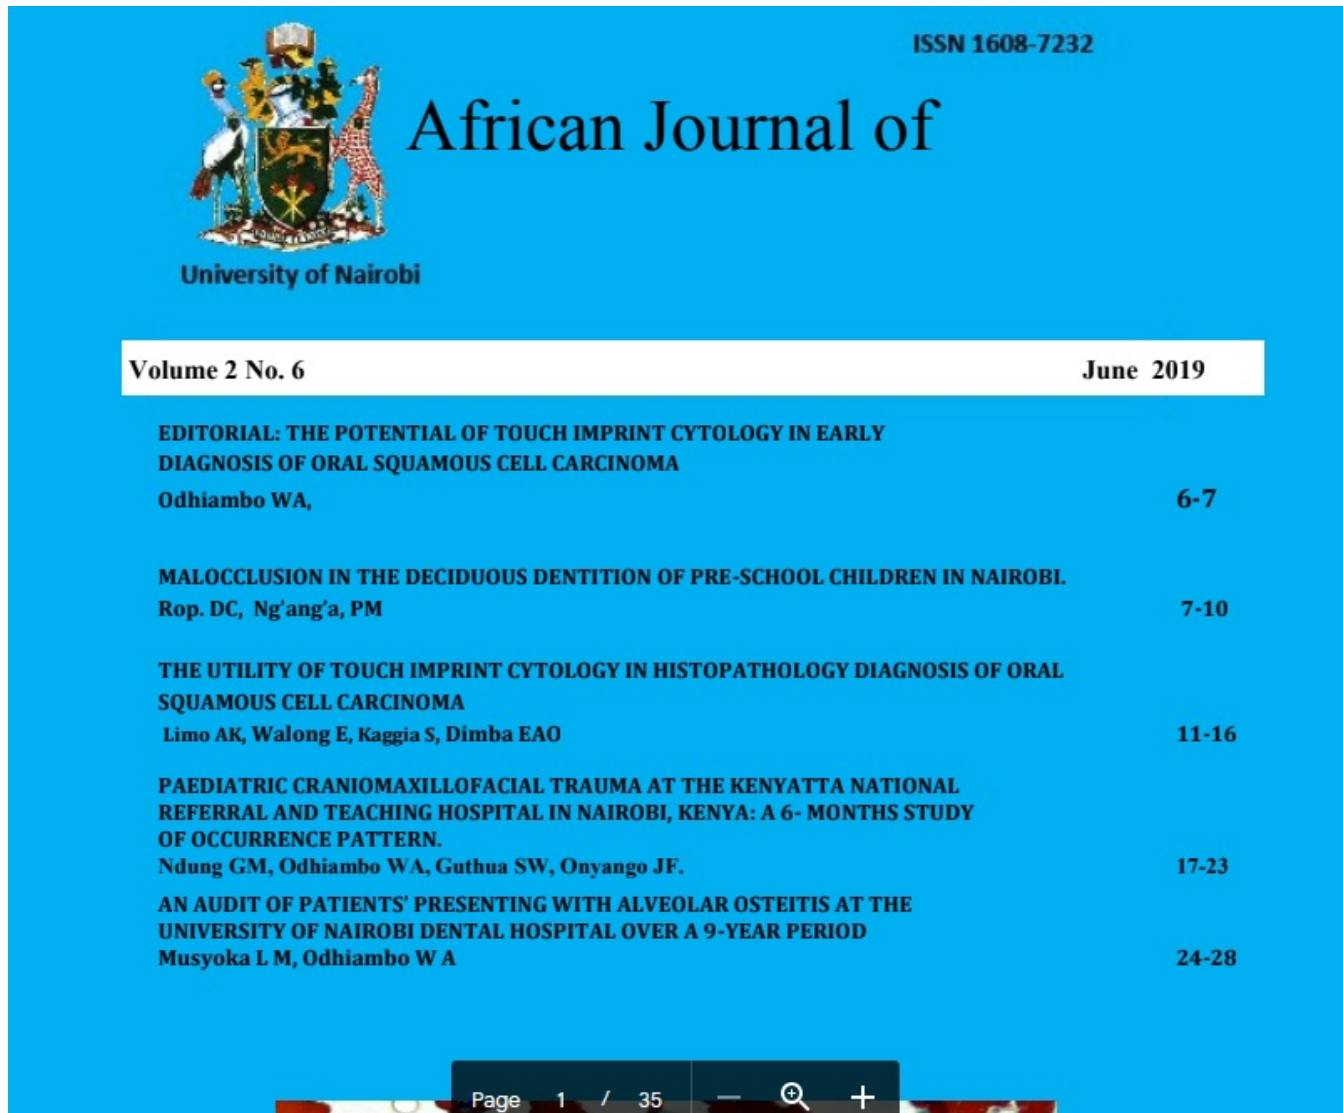 ISSN 1608-7232
African Journal of
University of Nairobi
Volume 2 No. 6 June 2019
EDITORIAL: THE POTENTIAL OF TOUCH IMPRINT CYTOLOGY IN EARLY
DIAGNOSIS OF ORAL SQUAMOUS CELL CARCINOMA
Odhiambo WA, 6-7
MALOCCLUSION IN THE DECIDUOUS DENTITION OF PRE-SCHOOL CHILDREN IN NAIROBI.
Rop. DC, Ng'ang'a, PM 7-10
THE UTILITY OF TOUCH IMPRINT CYTOLOGY IN HISTOPATHOLOGY DIAGNOSIS OF ORAL
SQUAMOUS CELL CARCINOMA
Limo AK, Walong E, Kaggia S, Dimba EAO 11-16
PAEDIATRIC CRANIOMAXILLOFACIAL TRAUMA AT THE KENYATTA NATIONAL
REFERRAL AND TEACHING HOSPITAL IN NAIROBI, KENYA: A 6- MONTHS STUDY
OF OCCURRENCE PATTERN.
Ndung GM, Odhiambo WA, Guthua SW, Onyango JF. 17-23
AN AUDIT OF PATIENTS' PRESENTING WITH ALVEOLAR OSTEITIS AT THE
UNIVERSITY OF NAIROBI DENTAL HOSPITAL OVER A 9-YEAR PERIOD
Musyoka L M, Odhiambo W A 24-28
Page 1 / 35